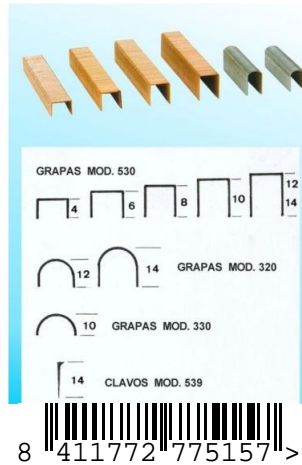 GRAPAS MOD. 530
4 6 8 10 12
14
12 14 GRAPAS MOD. 320
10 GRAPAS MOD. 330
14 CLAVOS MOD. 539
8 411772 775157 >